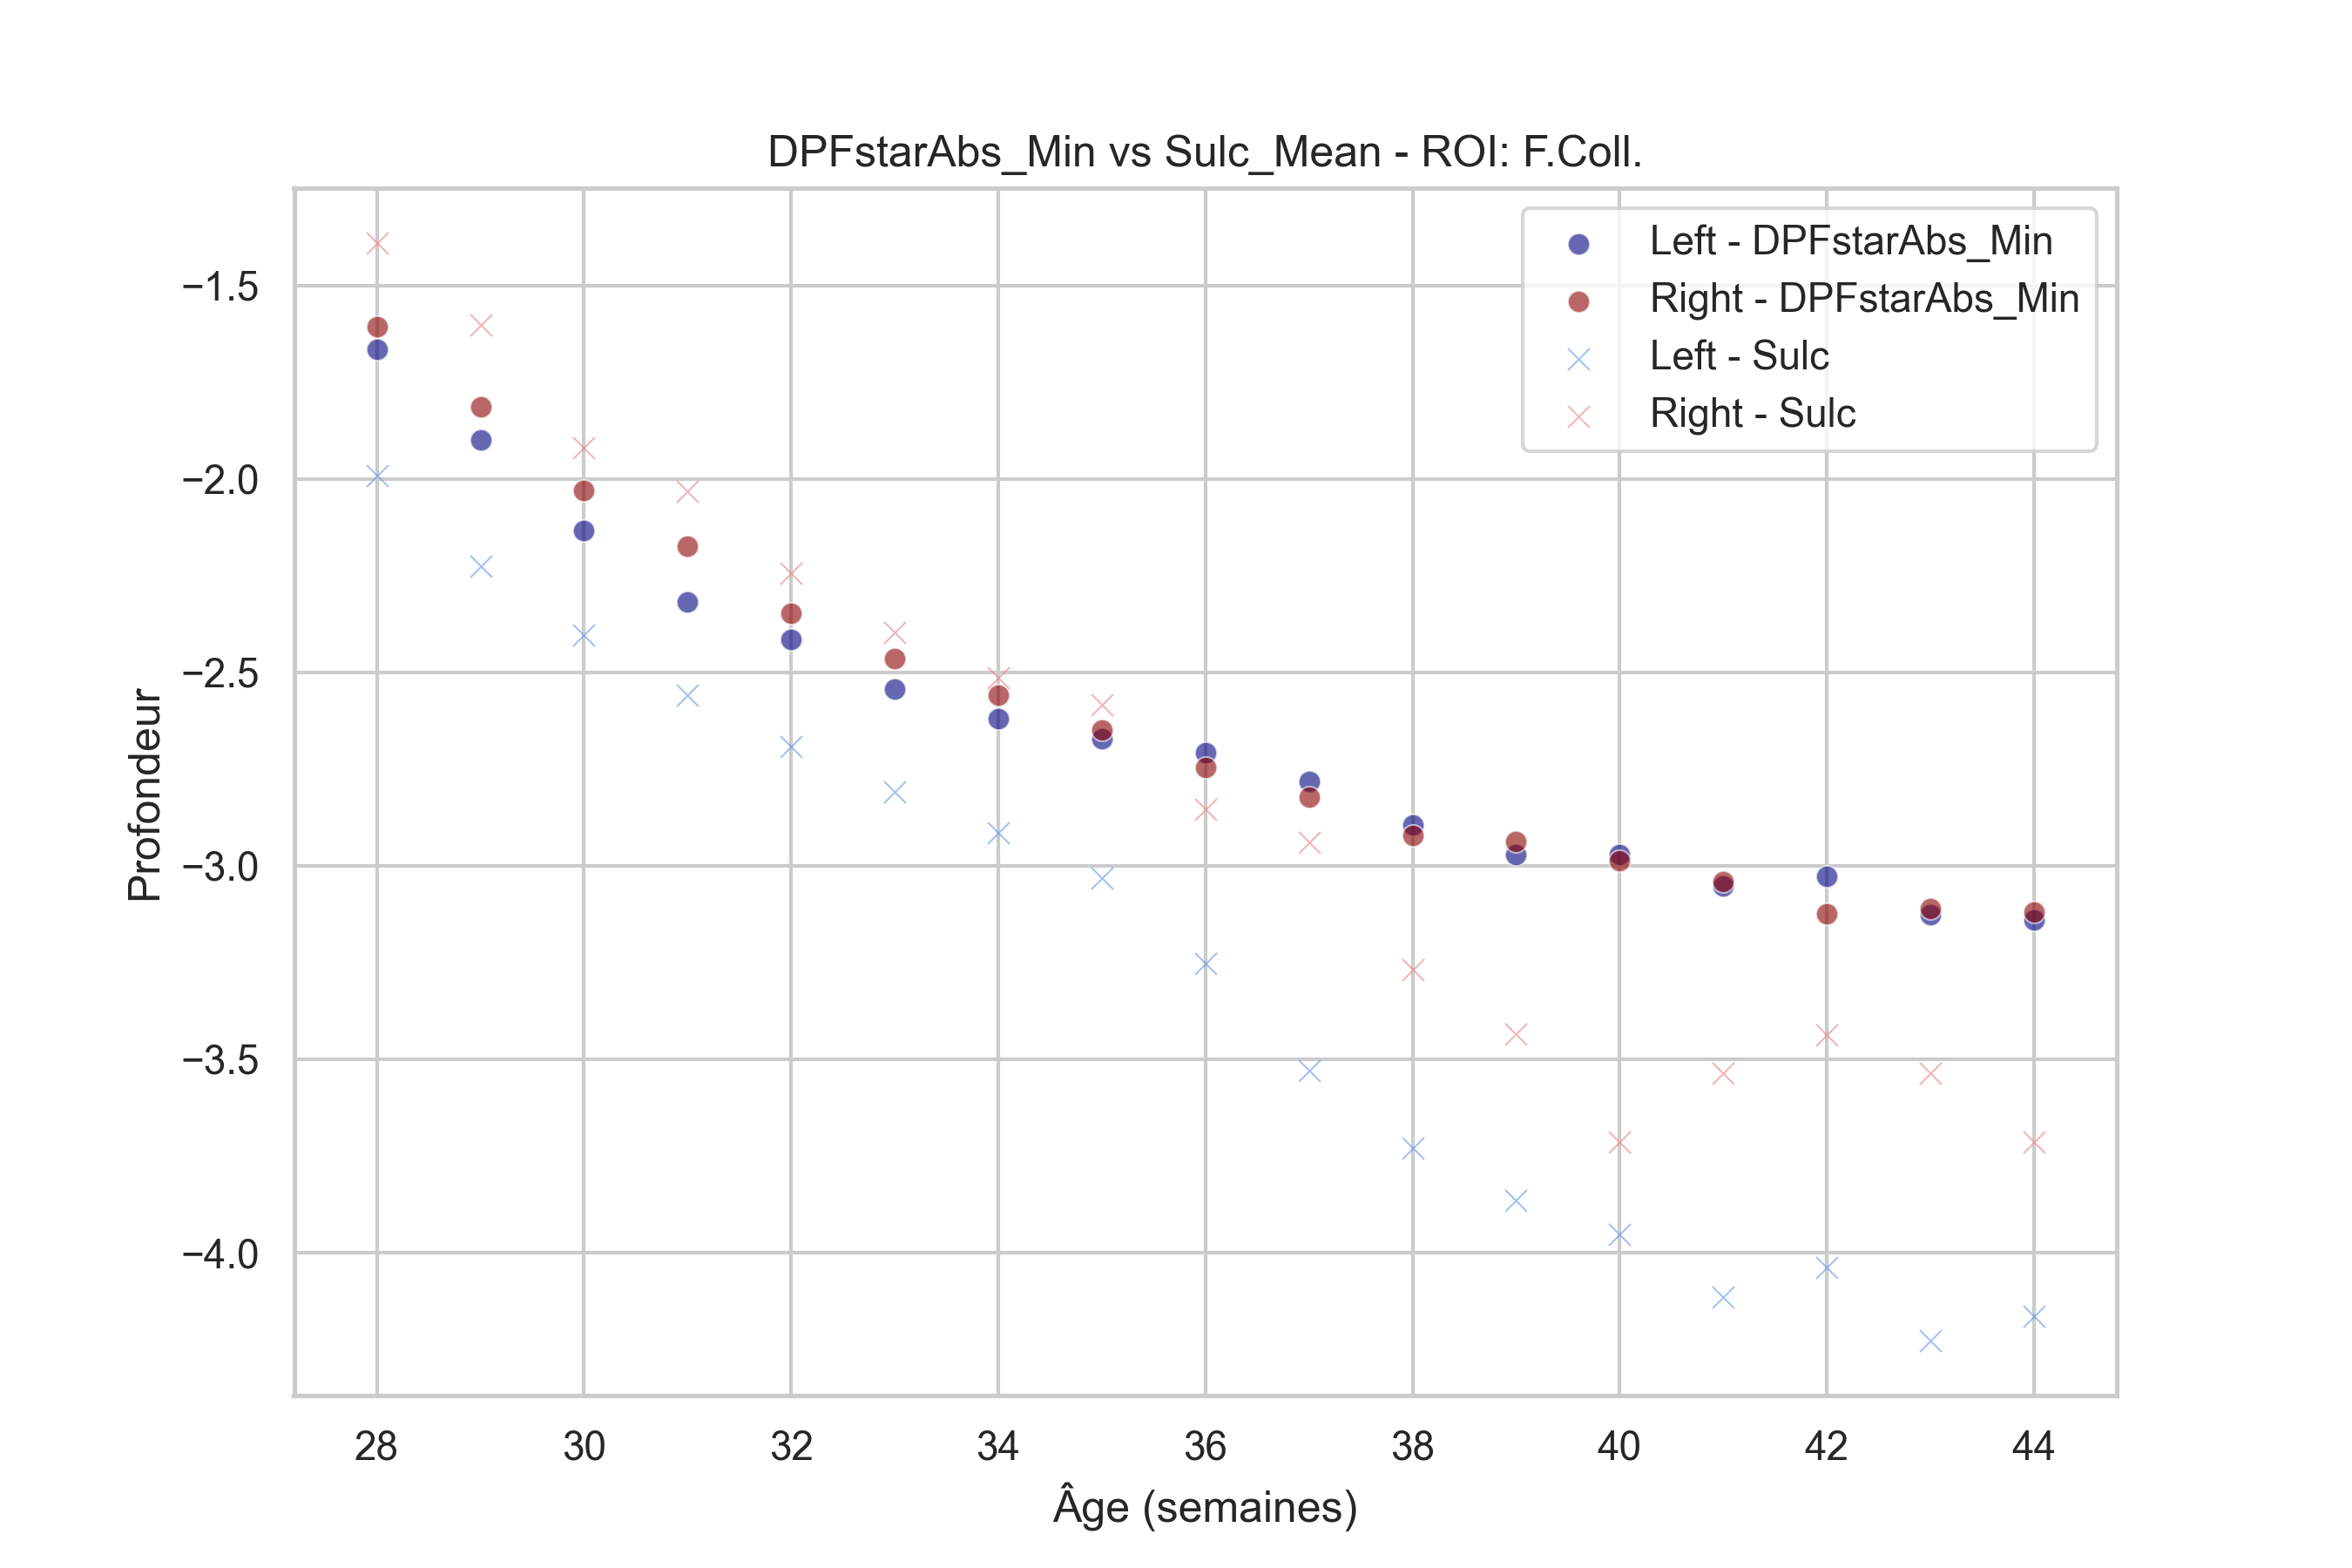 DPFstarAbs_Min vs Sulc_Mean - ROI: F.Coll.
Left - DPFstarAbs_Min
Right - DPFstarAbs_Min
Left - Sulc
Right - Sulc
Profondeur
−1.5
−2.0
−2.5
−3.0
−3.5
−4.0
28 30 32 34 36 38 40 42 44
Âge (semaines)